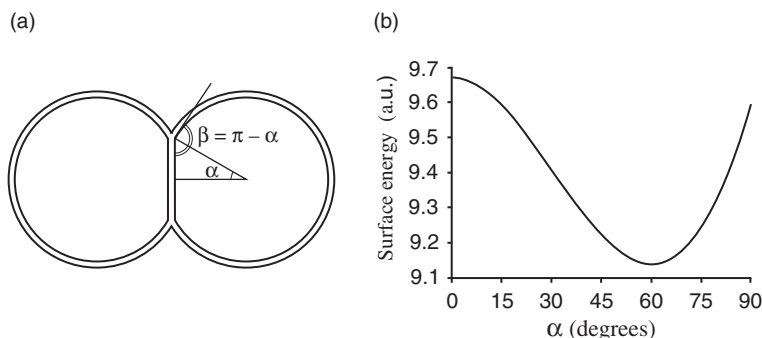 (a)
β = π – α
α
(b)
Surface energy (a.u.)
9.7
9.6
9.5
9.4
9.3
9.2
9.1
0 15 30 45 60 75 90
α (degrees)